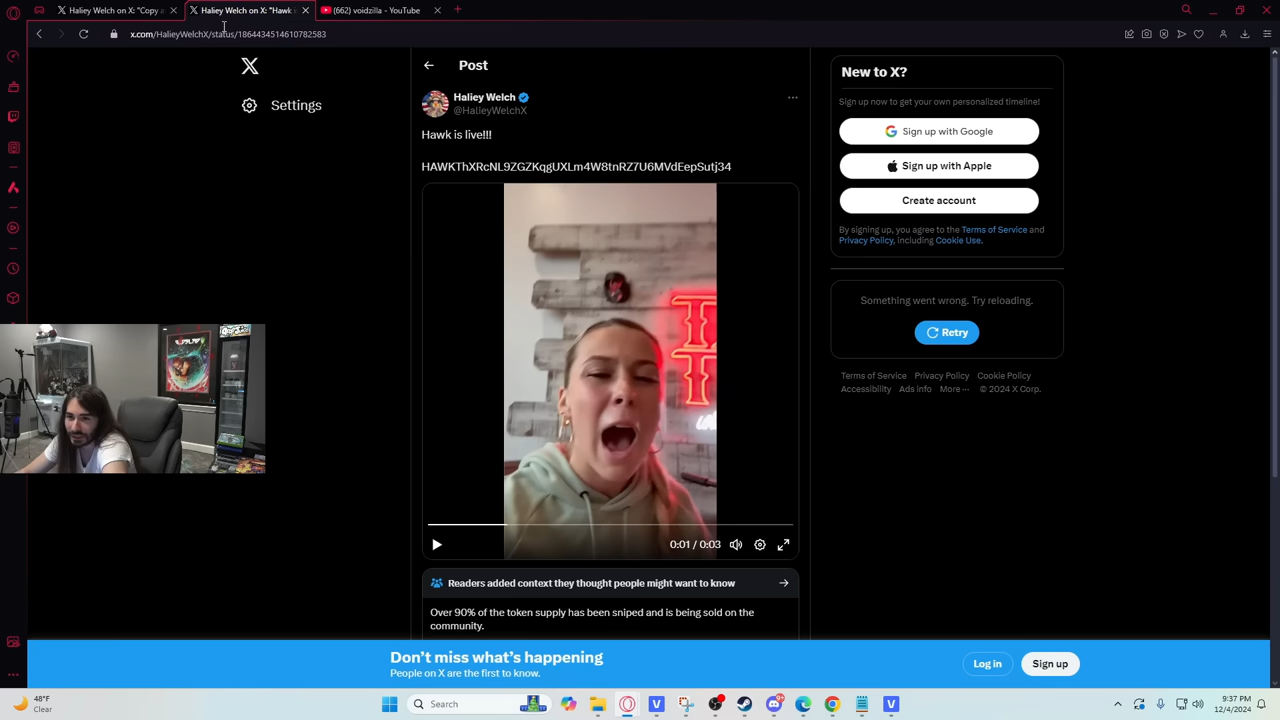 Haliey Welch on X: "Copy a
Haliey Welch on X: "Hawk i
(662) voidzilla - YouTube
x.com/HalieyWelchX/status/1864434514610782583
Settings
Post
Haliey Welch
@HalieyWelchX
Hawk is live!!!
HAWKThXRcNL9ZGZKqgUXLm4W8tnRZ7U6MVdEepSutj34
0:01 / 0:03
Readers added context they thought people might want to know
Over 90% of the token supply has been sniped and is being sold on the
community.
New to X?
Sign up now to get your own personalized timeline!
Sign up with Google
Sign up with Apple
Create account
By signing up, you agree to the Terms of Service and
Privacy Policy, including Cookie Use.
Something went wrong. Try reloading.
Retry
Terms of Service Privacy Policy Cookie Policy
Accessibility Ads info More ··· © 2024 X Corp.
Don't miss what's happening
People on X are the first to know.
Log in
Sign up
48°F
Clear
Search
9+
9:37 PM
12/4/2024